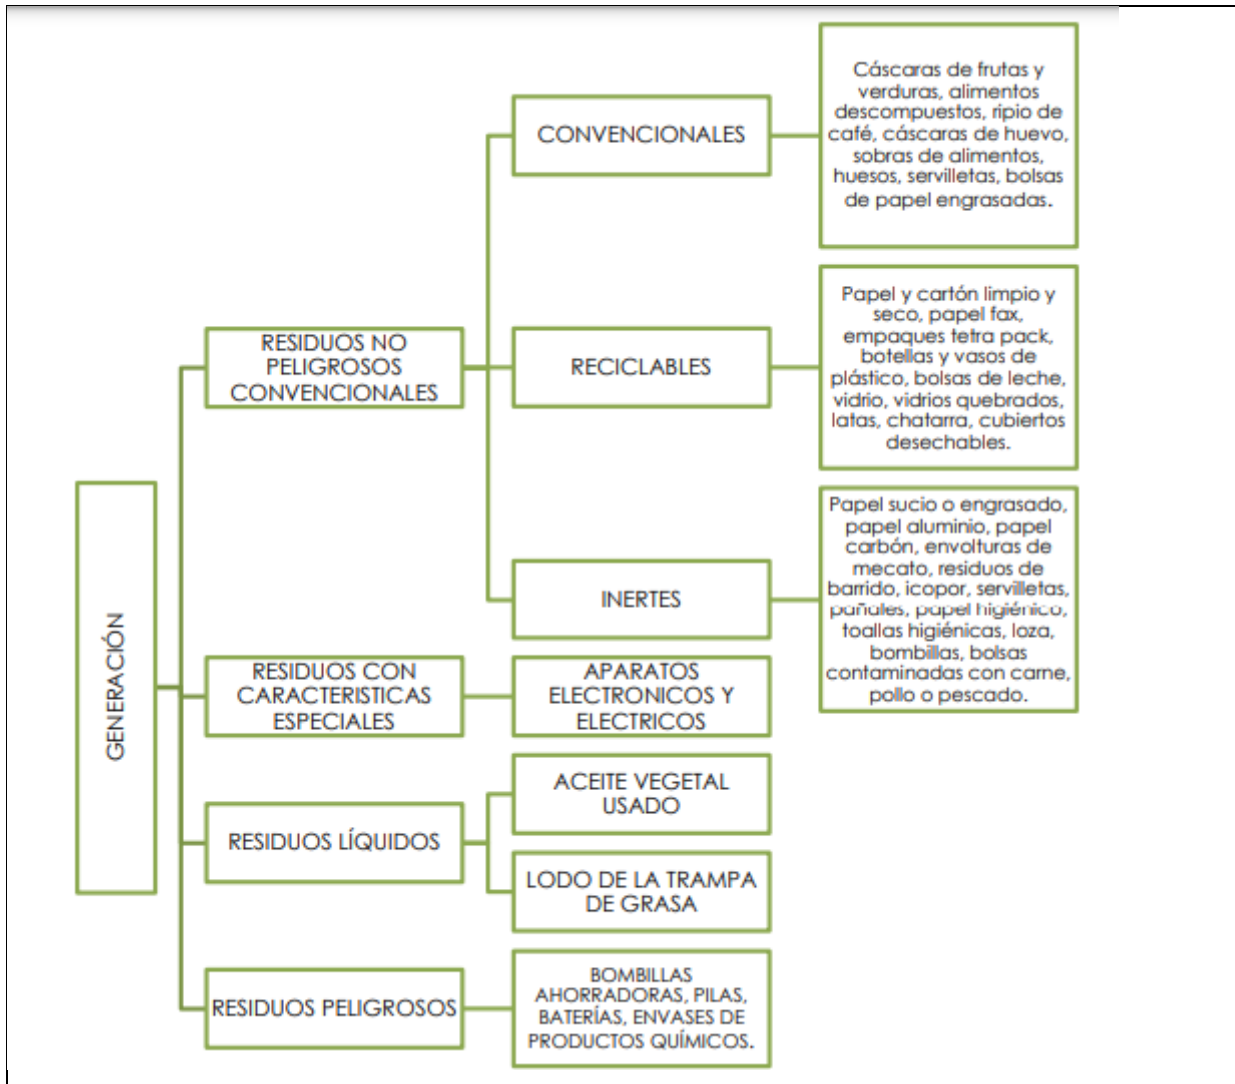 GENERACIÓN
RESIDUOS NO
PELIGROSOS
CONVENCIONALES
CONVENCIONALES
Cáscaras de frutas y
verduras, alimentos
descompuestos, ripio de
café, cáscaras de huevo,
sobras de alimentos,
huesos, servilletas, bolsas
de papel engrasadas.
RECICLABLES
Papel y cartón limpio y
seco, papel fax,
empaques tetra pack,
botellas y vasos de
plástico, bolsas de leche,
vidrio, vidrios quebrados,
latas, chatarra, cubiertos
desechables.
INERTES
Papel sucio o engrasado,
papel aluminio, papel
carbón, envolturas de
mecato, residuos de
barrido, icopor, servilletas,
pañales, papel higiénico,
toallas higiénicas, loza,
bombillas, bolsas
contaminadas con carne,
pollo o pescado.
RESIDUOS CON
CARACTERISTICAS
ESPECIALES
APARATOS
ELECTRONICOS Y
ELECTRICOS
RESIDUOS LÍQUIDOS
ACEITE VEGETAL
USADO
LODO DE LA TRAMPA
DE GRASA
RESIDUOS PELIGROSOS
BOMBILLAS
AHORRADORAS, PILAS,
BATERÍAS, ENVASES DE
PRODUCTOS QUÍMICOS.